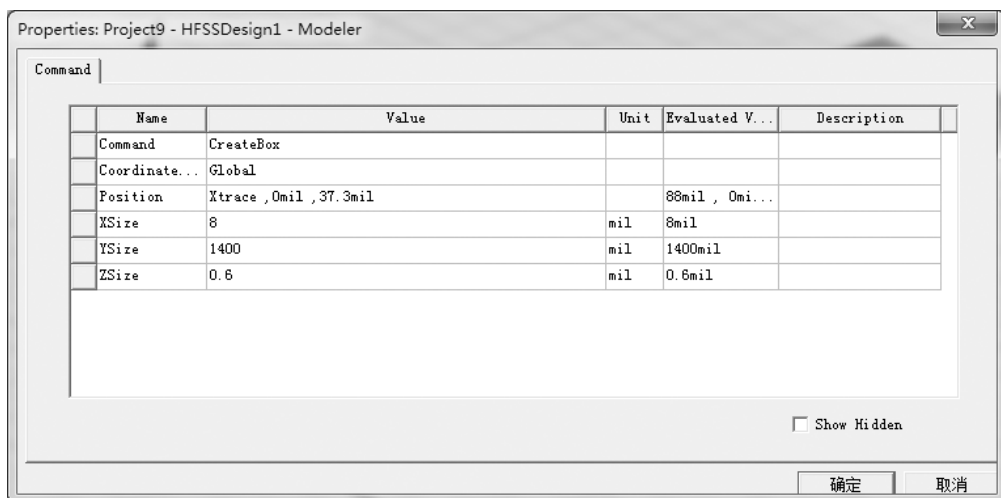 Properties: Project9 - HFSSDesign1 - Modeler
Command
Name Value Unit Evaluated V... Description
Command CreateBox
Coordinate... Global
Position Xtrace ,0mil ,37.3mil 88mil , 0mi...
XSize 8 mil 8mil
YSize 1400 mil 1400mil
ZSize 0.6 mil 0.6mil
Show Hidden
确定 取消